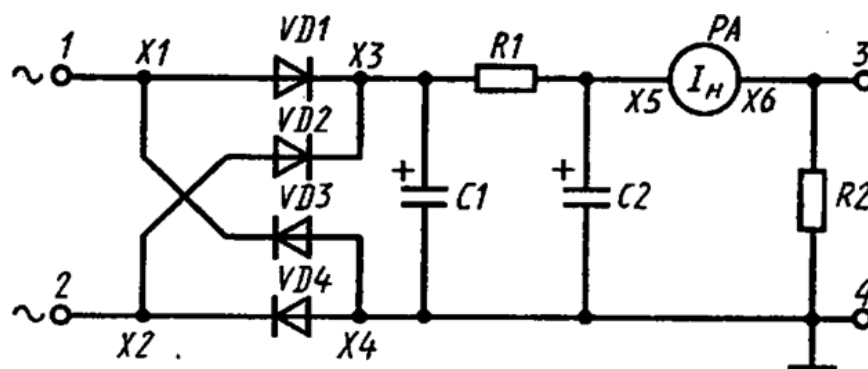 1 X1 VD1 X3 R1 PA 3
~ Iн
X5 X6
VD2
+ C1 + C2 R2
VD3
2 VD4 4
~
X2 X4